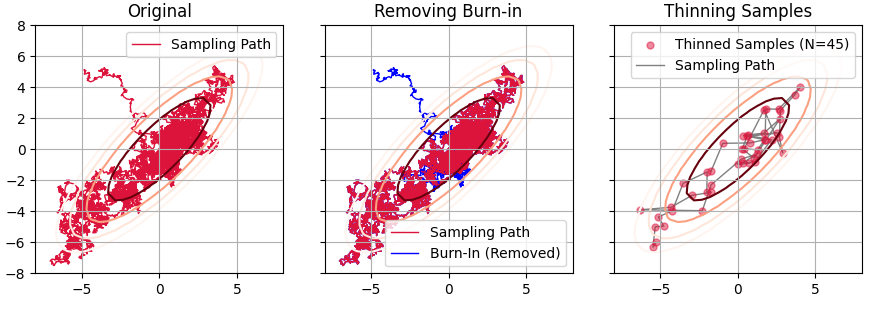 Original
Removing Burn-in
Thinning Samples
8
6
4
2
0
−2
−4
−6
−8
Sampling Path
−5
0
5
Sampling Path
Burn-In (Removed)
−5
0
5
Thinned Samples (N=45)
Sampling Path
−5
0
5